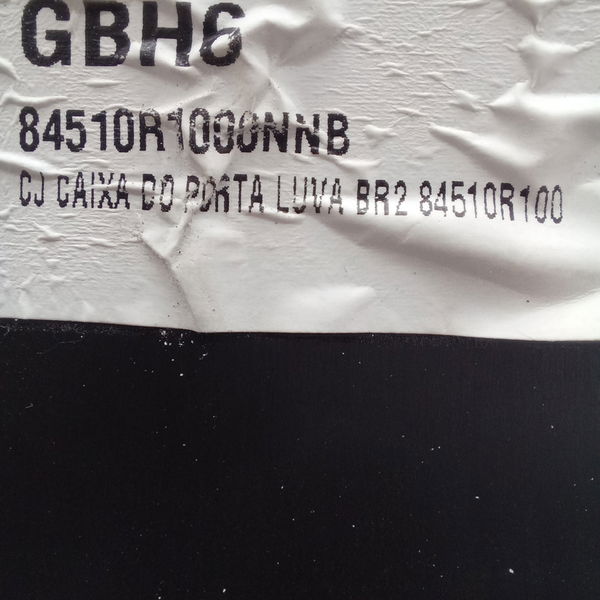 GBH6
84510R1000NNB
CJ CAIXA DO PORTA LUVA BR2 84510R100